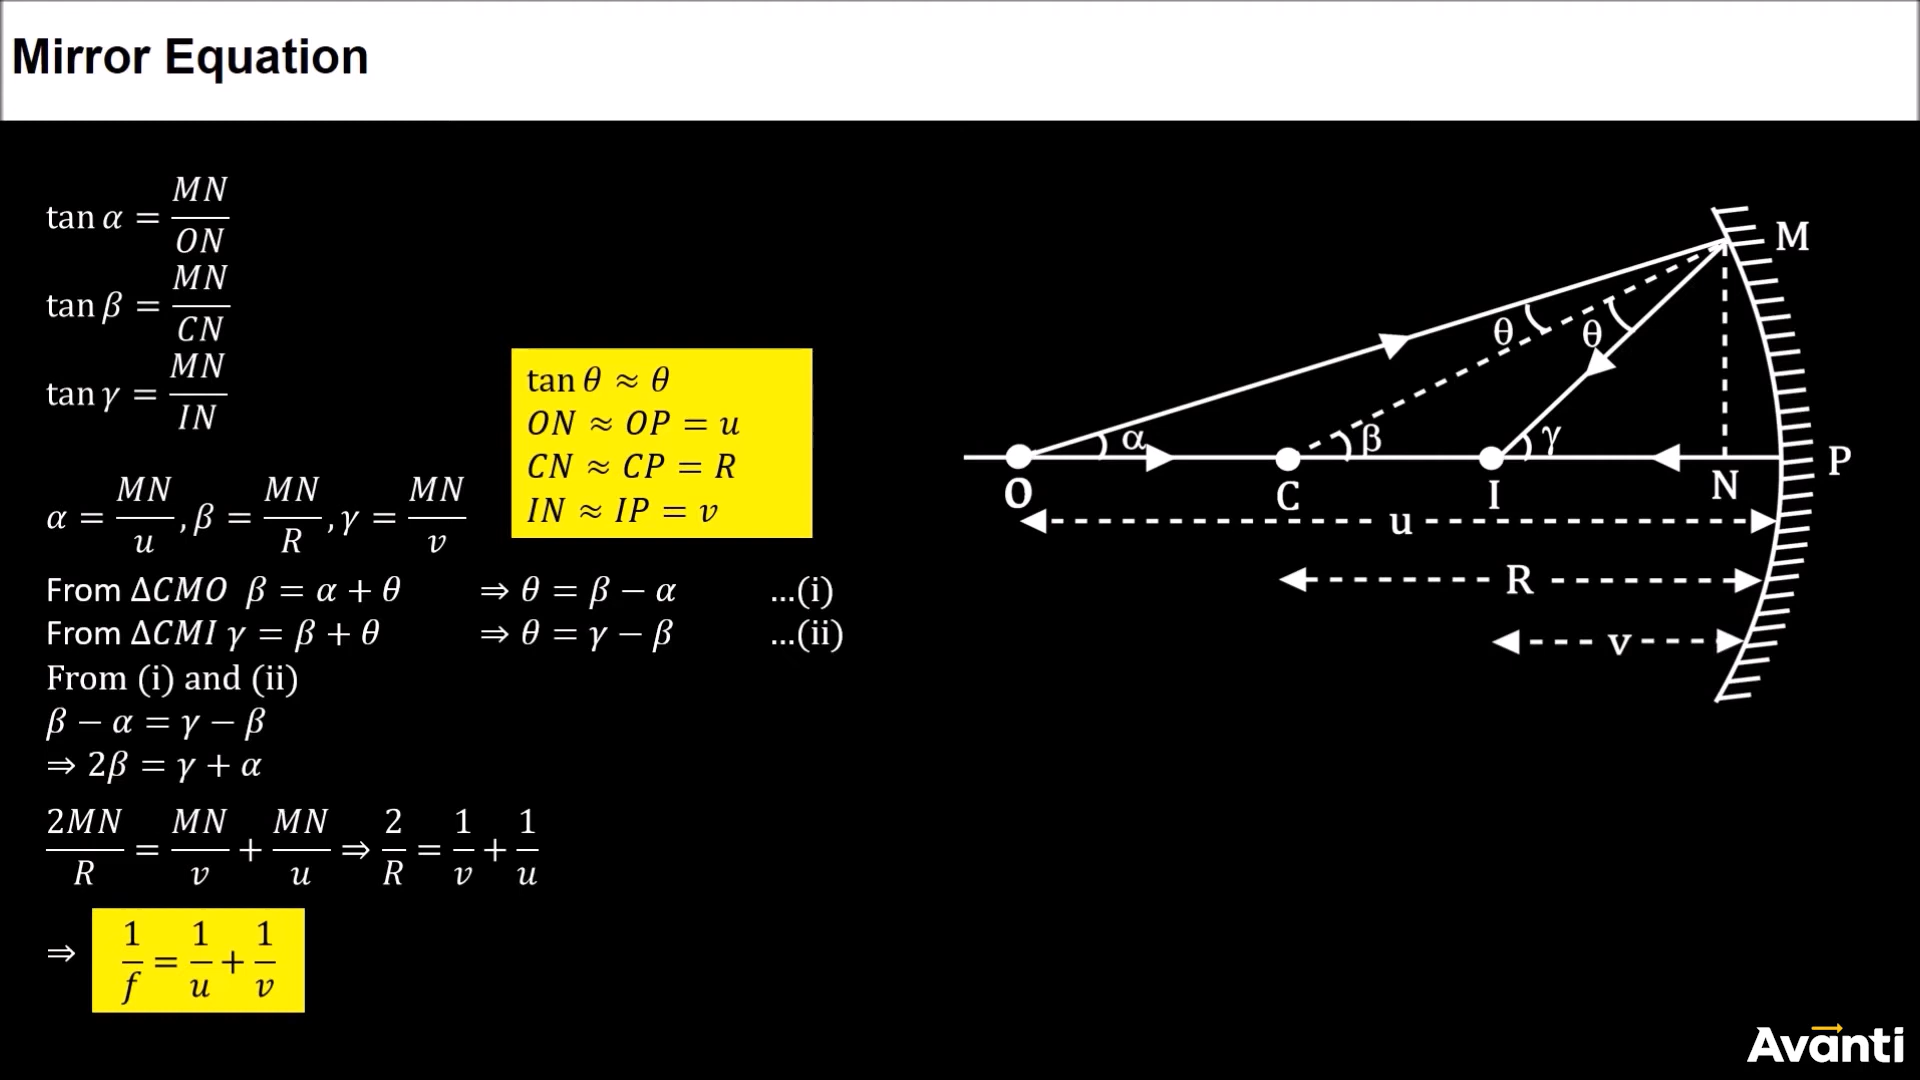 Mirror Equation
tan α = MN/ON
tan β = MN/CN
tan γ = MN/IN
tan θ ≈ θ
ON ≈ OP = u
CN ≈ CP = R
IN ≈ IP = v
α = MN/u , β = MN/R , γ = MN/v
From ΔCMO β = α + θ ⇒ θ = β − α ...(i)
From ΔCMI γ = β + θ ⇒ θ = γ − β ...(ii)
From (i) and (ii)
β − α = γ − β
⇒ 2β = γ + α
2MN/R = MN/v + MN/u ⇒ 2/R = 1/v + 1/u
⇒ 1/f = 1/u + 1/v
M
θ θ
α β γ
O C I N P
u
R
v
Avanti